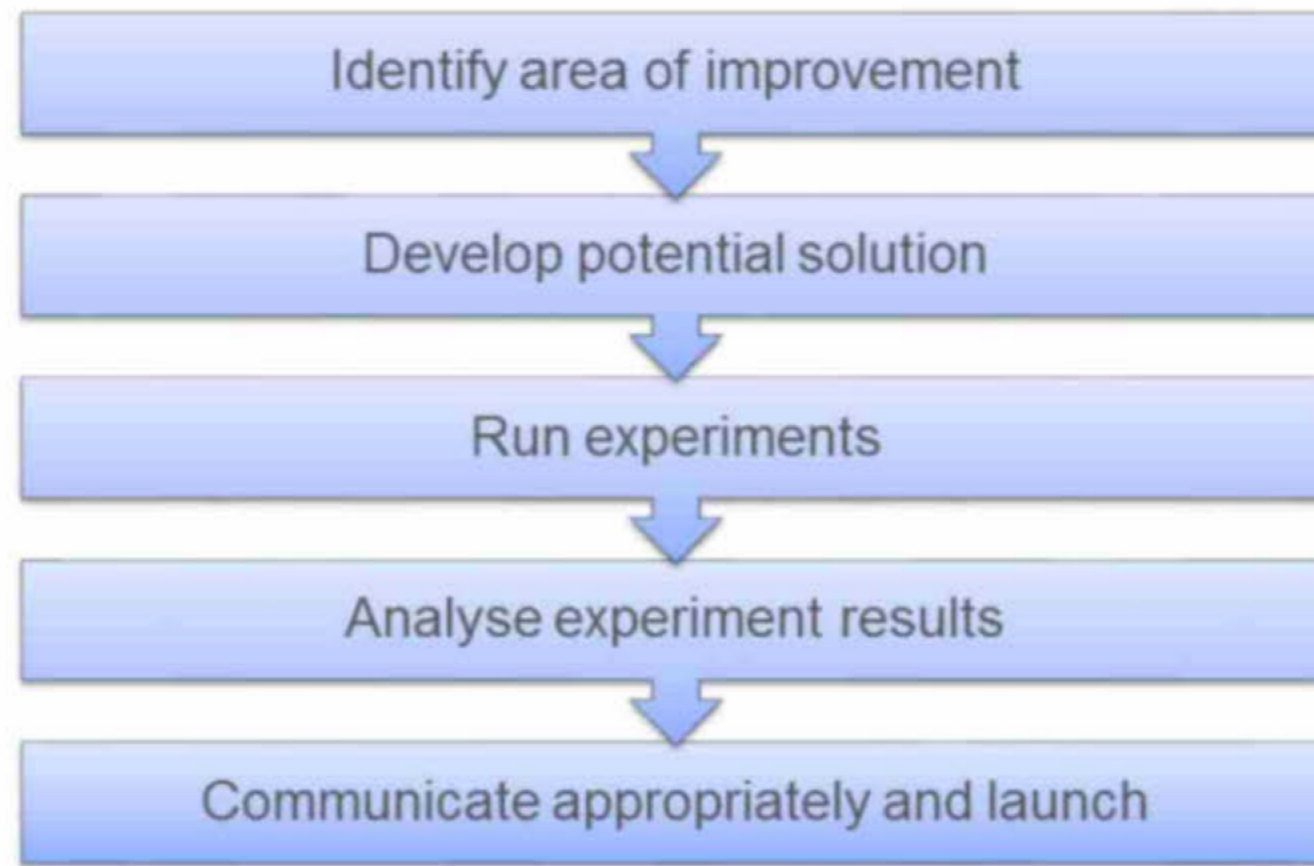 Identify area of improvement
Develop potential solution
Run experiments
Analyse experiment results
Communicate appropriately and launch